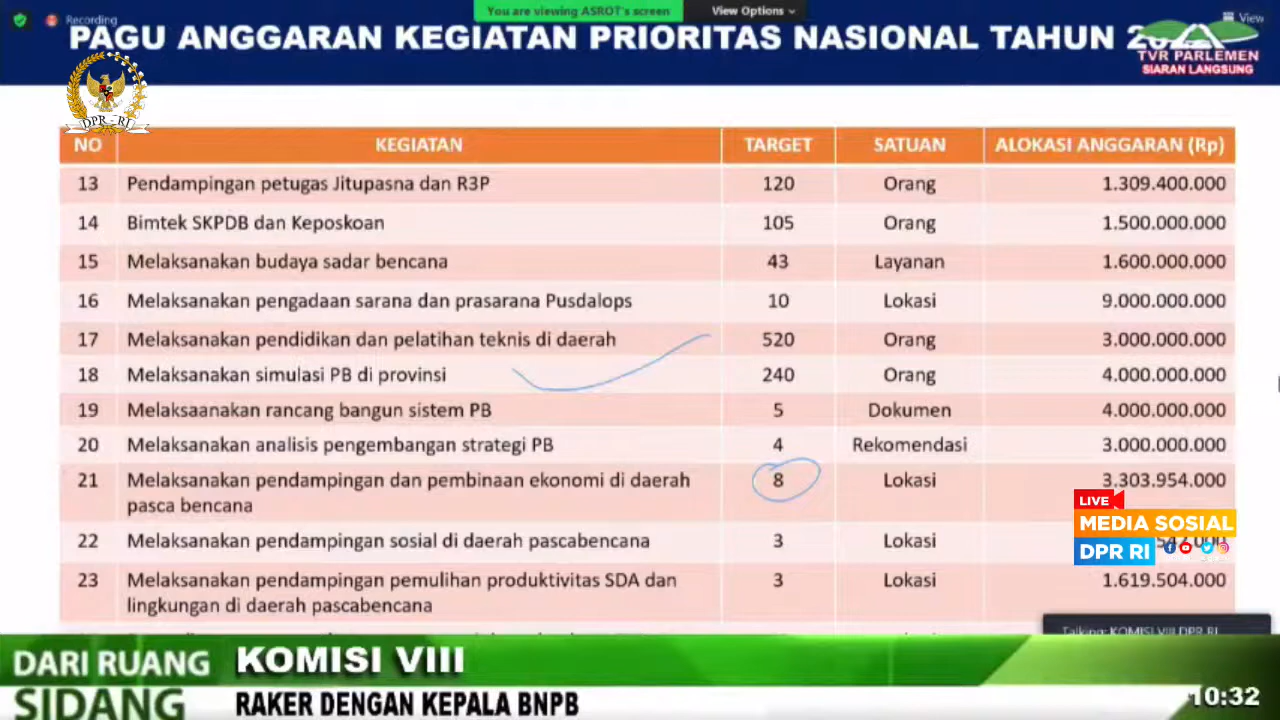 Recording
You are viewing ASROT's screen
View Options
View
PAGU ANGGARAN KEGIATAN PRIORITAS NASIONAL TAHUN
TVR PARLEMEN
SIARAN LANGSUNG
DPR - RI
NO KEGIATAN TARGET SATUAN ALOKASI ANGGARAN (Rp)
13 Pendampingan petugas Jitupasna dan R3P 120 Orang 1.309.400.000
14 Bimtek SKPDB dan Keposkoan 105 Orang 1.500.000.000
15 Melaksanakan budaya sadar bencana 43 Layanan 1.600.000.000
16 Melaksanakan pengadaan sarana dan prasarana Pusdalops 10 Lokasi 9.000.000.000
17 Melaksanakan pendidikan dan pelatihan teknis di daerah 520 Orang 3.000.000.000
18 Melaksanakan simulasi PB di provinsi 240 Orang 4.000.000.000
19 Melaksaanakan rancang bangun sistem PB 5 Dokumen 4.000.000.000
20 Melaksanakan analisis pengembangan strategi PB 4 Rekomendasi 3.000.000.000
21 Melaksanakan pendampingan dan pembinaan ekonomi di daerah 8 Lokasi 3.303.954.000
pasca bencana
22 Melaksanakan pendampingan sosial di daerah pascabencana 3 Lokasi
23 Melaksanakan pendampingan pemulihan produktivitas SDA dan 3 Lokasi 1.619.504.000
lingkungan di daerah pascabencana
LIVE
MEDIA SOSIAL
DPR RI
Talking: KOMISI VIII DPR RI
DARI RUANG
SIDANG
KOMISI VIII
RAKER DENGAN KEPALA BNPB
10:32